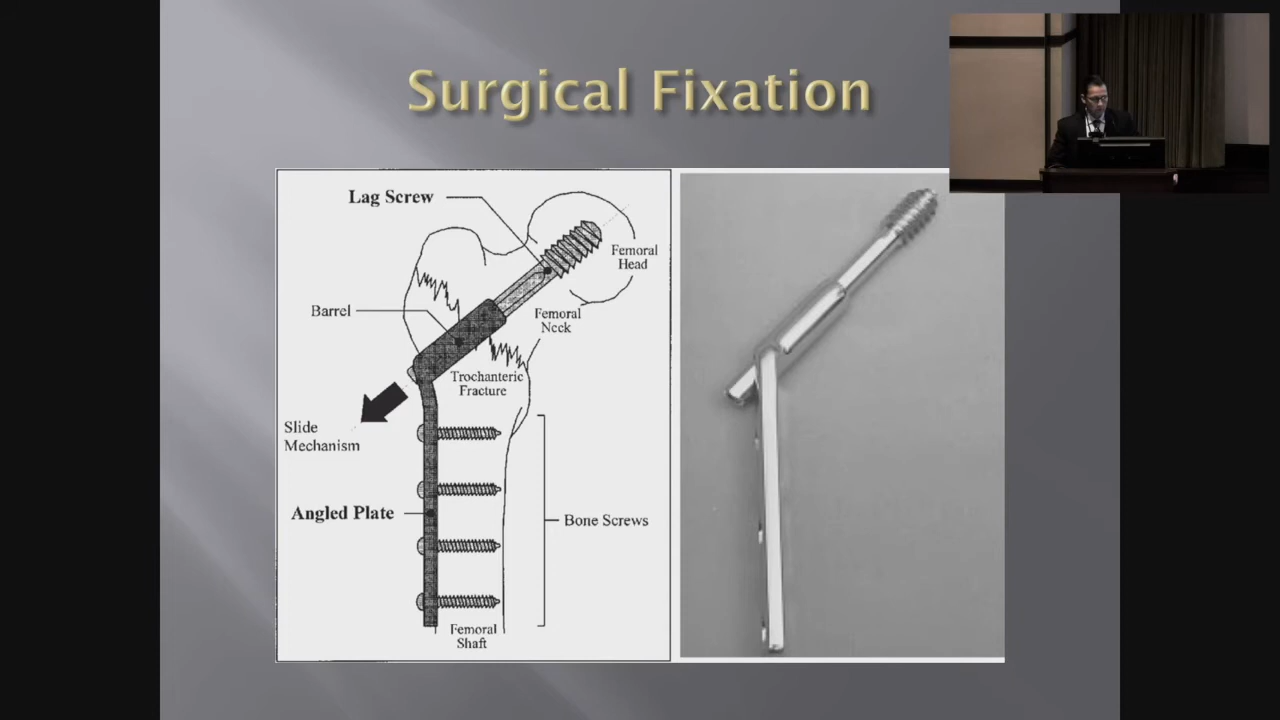 Surgical Fixation
Lag Screw
Femoral
Head
Barrel
Femoral
Neck
Trochanteric
Fracture
Slide
Mechanism
Angled Plate
Bone Screws
Femoral
Shaft